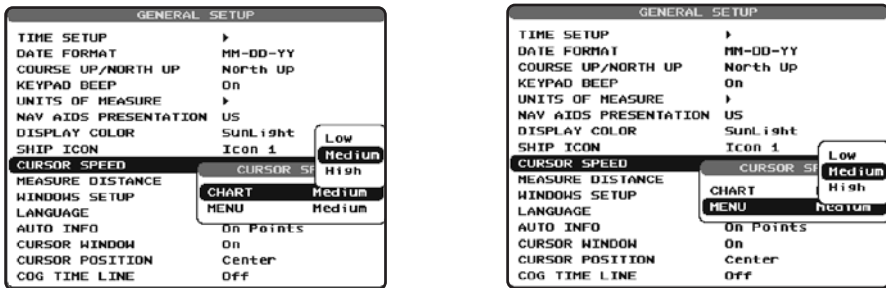 GENERAL SETUP
TIME SETUP
DATE FORMAT MM-DD-YY
COURSE UP/NORTH UP North Up
KEYPAD BEEP On
UNITS OF MEASURE
NAV AIDS PRESENTATION US
DISPLAY COLOR SunLight
SHIP ICON Icon 1
CURSOR SPEED
MEASURE DISTANCE
WINDOWS SETUP
LANGUAGE
AUTO INFO On Points
CURSOR WINDOW On
CURSOR POSITION Center
COG TIME LINE Off
CURSOR SP
CHART Medium
MENU Medium
Low
Medium
High
GENERAL SETUP
TIME SETUP
DATE FORMAT MM-DD-YY
COURSE UP/NORTH UP North Up
KEYPAD BEEP On
UNITS OF MEASURE
NAV AIDS PRESENTATION US
DISPLAY COLOR SunLight
SHIP ICON Icon 1
CURSOR SPEED
MEASURE DISTANCE
WINDOWS SETUP
LANGUAGE
AUTO INFO On Points
CURSOR WINDOW On
CURSOR POSITION Center
COG TIME LINE Off
CURSOR SP
CHART
MENU Medium
Low
Medium
High